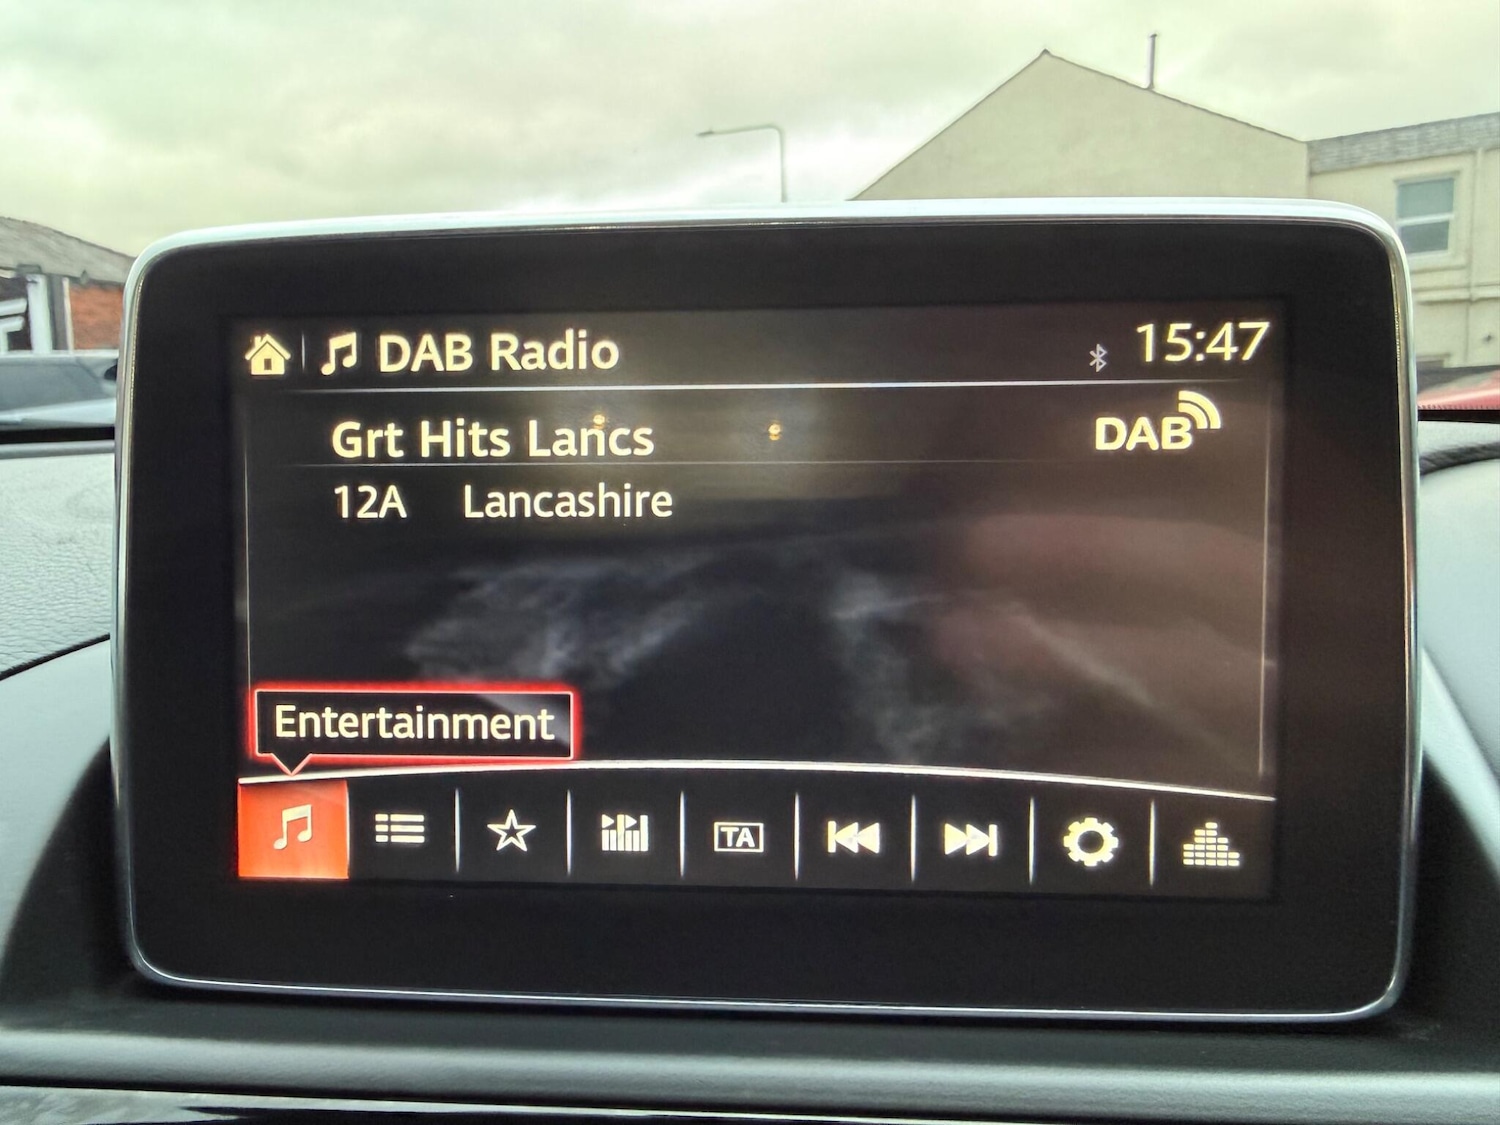 DAB Radio 15:47
Grt Hits Lancs DAB
12A Lancashire
Entertainment
TA